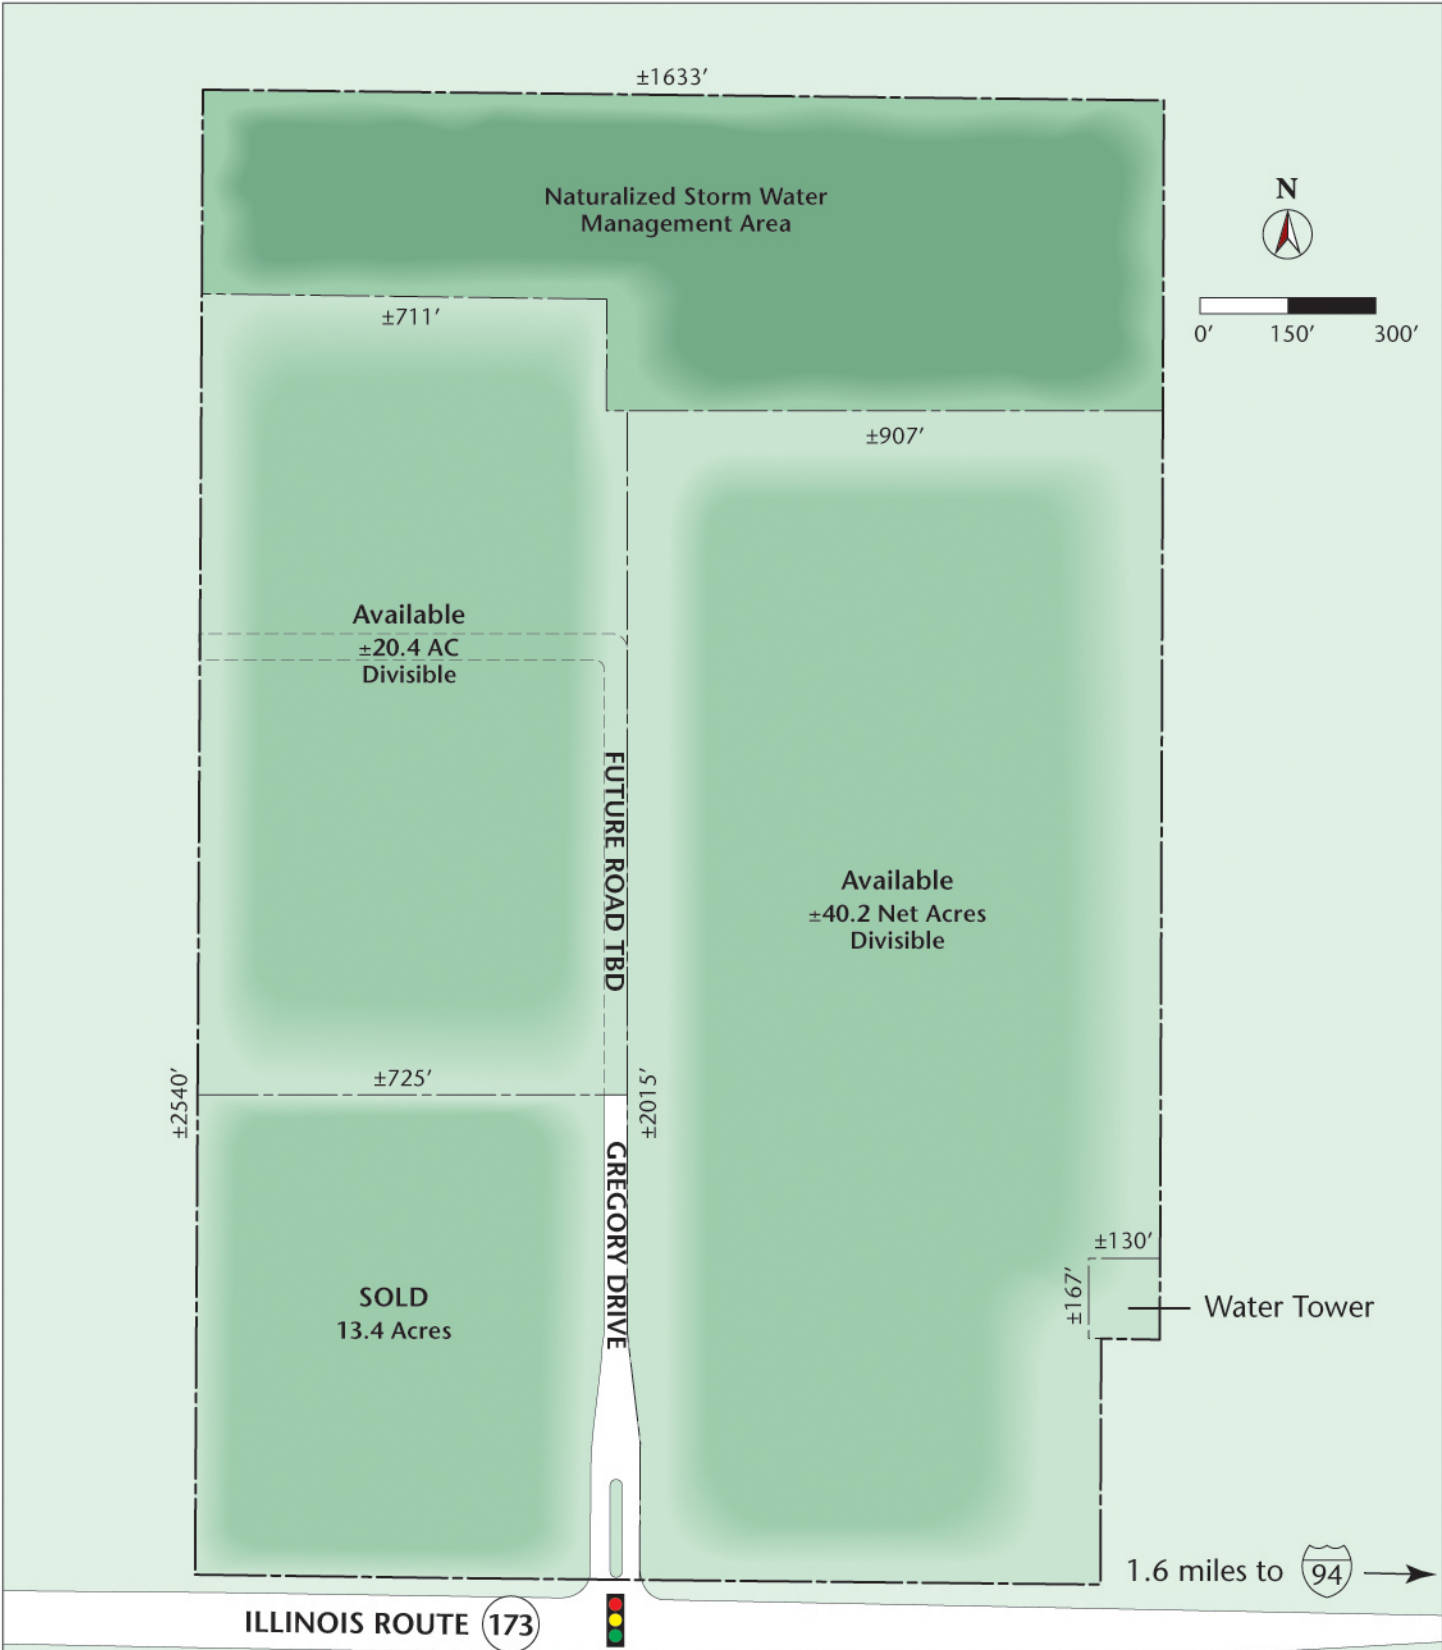 ±1633′
Naturalized Storm Water
Management Area
N
0′ 150′ 300′
±711′
±907′
Available
±20.4 AC
Divisible
FUTURE ROAD TBD
Available
±40.2 Net Acres
Divisible
±725′
±2540′
±2015′
GREGORY DRIVE
±130′
±167′
Water Tower
SOLD
13.4 Acres
1.6 miles to 94
ILLINOIS ROUTE 173